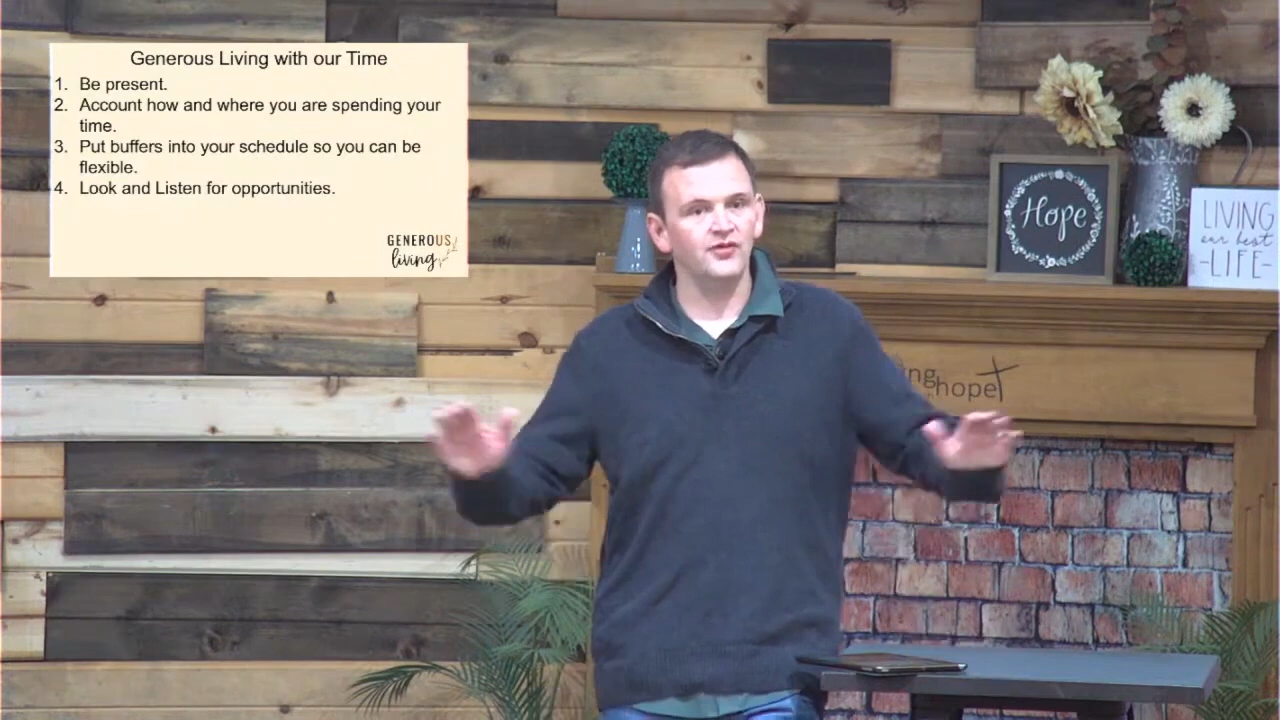 Generous Living with our Time
1. Be present.
2. Account how and where you are spending your
time.
3. Put buffers into your schedule so you can be
flexible.
4. Look and Listen for opportunities.
GENEROUS
living
Hope
LIVING
our best
-LIFE-
hope